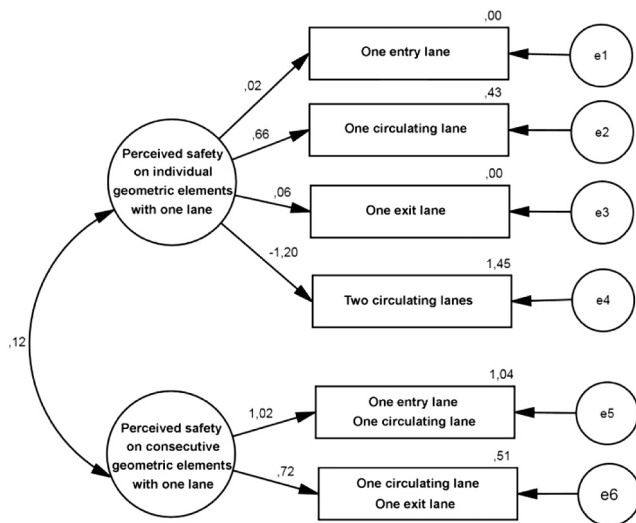 ,00
One entry lane
e1
,02
,43
One circulating lane
e2
,66
Perceived safety
on individual
geometric elements
with one lane
,00
One exit lane
e3
,06
-1,20
1,45
Two circulating lanes
e4
,12
1,04
One entry lane
One circulating lane
e5
1,02
Perceived safety
on consecutive
geometric elements
with one lane
,72
,51
One circulating lane
One exit lane
e6